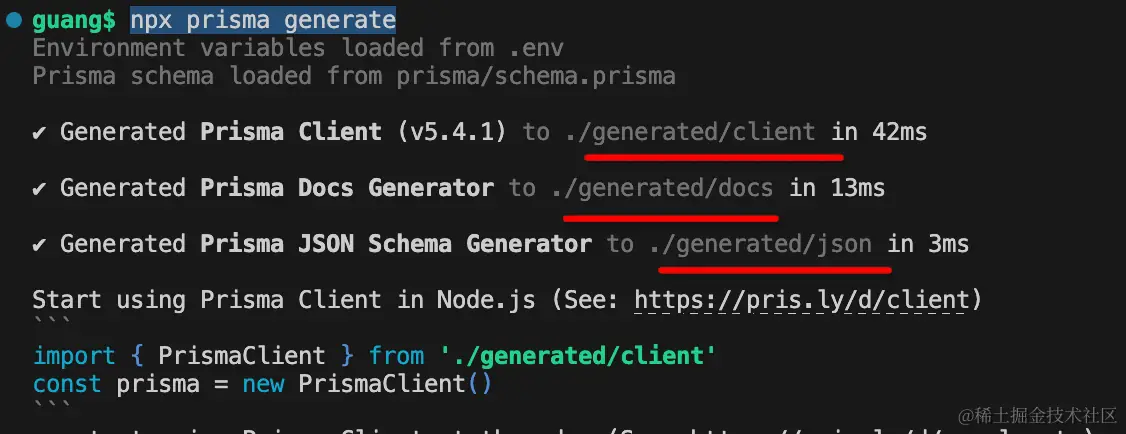 guang$ npx prisma generate
Environment variables loaded from .env
Prisma schema loaded from prisma/schema.prisma
✔ Generated Prisma Client (v5.4.1) to ./generated/client in 42ms
✔ Generated Prisma Docs Generator to ./generated/docs in 13ms
✔ Generated Prisma JSON Schema Generator to ./generated/json in 3ms
Start using Prisma Client in Node.js (See: https://pris.ly/d/client)
```
import { PrismaClient } from './generated/client'
const prisma = new PrismaClient()
```
@稀土掘金技术社区